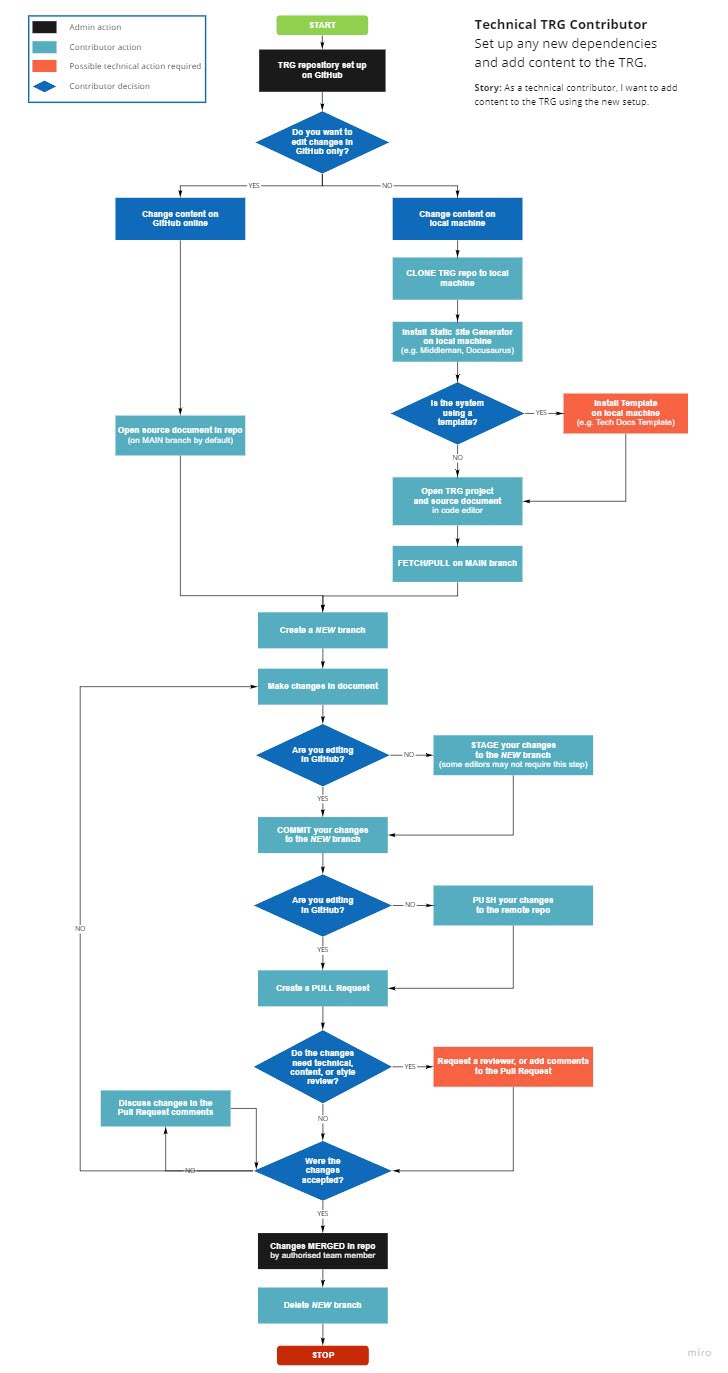 Admin action
Contributor action
Possible technical action required
Contributor decision
Technical TRG Contributor
Set up any new dependencies
and add content to the TRG.
Story: As a technical contributor, I want to add
content to the TRG using the new setup.
START
TRG repository set up
on GitHub
Do you want to
edit changes in
GitHub only?
YES
NO
Change content on
GitHub online
Change content on
local machine
CLONE TRG repo to local
machine
Install Static Site Generator
on local machine
(e.g. Middleman, Docusaurus)
Is the system
using a
template?
YES
Install Template
on local machine
(e.g. Tech Docs Template)
NO
Open source document in repo
(on MAIN branch by default)
Open TRG project
and source document
in code editor
FETCH/PULL on MAIN branch
Create a NEW branch
Make changes in document
Are you editing
in GitHub?
NO
STAGE your changes
to the NEW branch
(some editors may not require this step)
YES
COMMIT your changes
to the NEW branch
Are you editing
in GitHub?
NO
PUSH your changes
to the remote repo
NO
YES
Create a PULL Request
Do the changes
need technical,
content, or style
review?
YES
Request a reviewer, or add comments
to the Pull Request
NO
Discuss changes in the
Pull Request comments
Were the
changes
accepted?
NO
YES
Changes MERGED in repo
by authorised team member
Delete NEW branch
STOP
miro